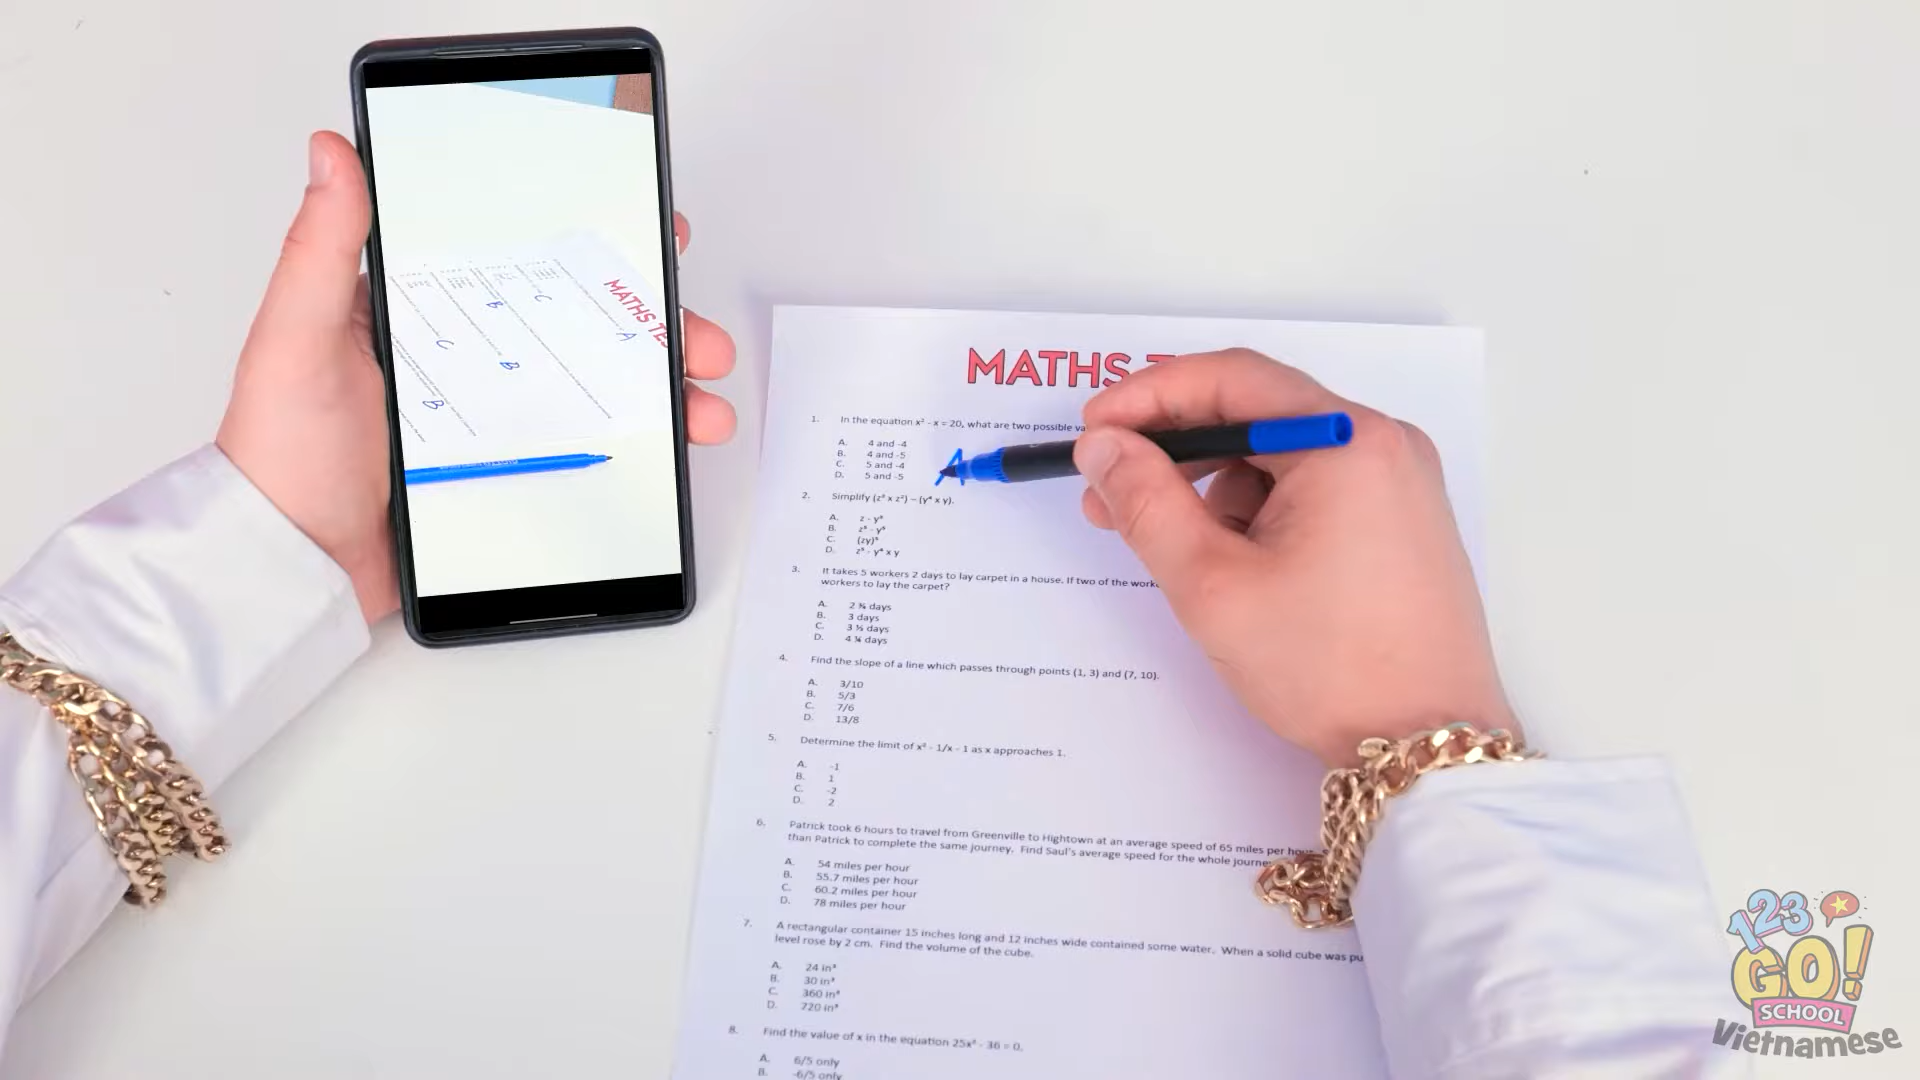 MATHS TES
A
C
B
B
C
B
MATHS T
1. In the equation x² - x = 20, what are two possible va
A. 4 and -4
B. 4 and -5
C. 5 and -4
D. 5 and -5
A
2. Simplify (z³ x z²) – (y⁴ x y).
A. z - y⁵
B. z⁵ - y⁵
C. (zy)⁵
D. z⁵ - y⁴ x y
3. It takes 5 workers 2 days to lay carpet in a house. If two of the work
workers to lay the carpet?
A. 2 ¾ days
B. 3 days
C. 3 ⅓ days
D. 4 ¼ days
4. Find the slope of a line which passes through points (1, 3) and (7, 10).
A. 3/10
B. 5/3
C. 7/6
D. 13/8
5. Determine the limit of x² - 1/x - 1 as x approaches 1.
A. -1
B. 1
C. -2
D. 2
6. Patrick took 6 hours to travel from Greenville to Hightown at an average speed of 65 miles per hour
than Patrick to complete the same journey. Find Saul's average speed for the whole journe
A. 54 miles per hour
B. 55.7 miles per hour
C. 60.2 miles per hour
D. 78 miles per hour
7. A rectangular container 15 inches long and 12 inches wide contained some water. When a solid cube was pu
level rose by 2 cm. Find the volume of the cube.
A. 24 in³
B. 30 in³
C. 360 in³
D. 720 in³
8. Find the value of x in the equation 25x² - 36 = 0.
A. 6/5 only
B. -6/5 only
123
GO!
SCHOOL
Vietnamese